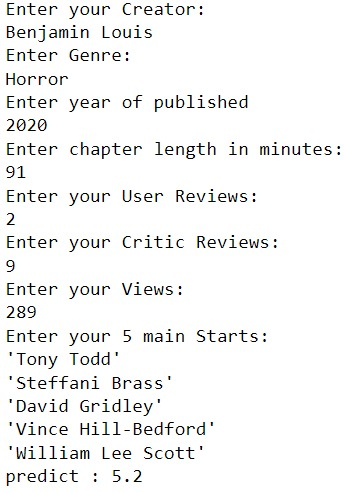 Enter your Creator:
Benjamin Louis
Enter Genre:
Horror
Enter year of published
2020
Enter chapter length in minutes:
91
Enter your User Reviews:
2
Enter your Critic Reviews:
9
Enter your Views:
289
Enter your 5 main Starts:
'Tony Todd'
'Steffani Brass'
'David Gridley'
'Vince Hill-Bedford'
'William Lee Scott'
predict : 5.2